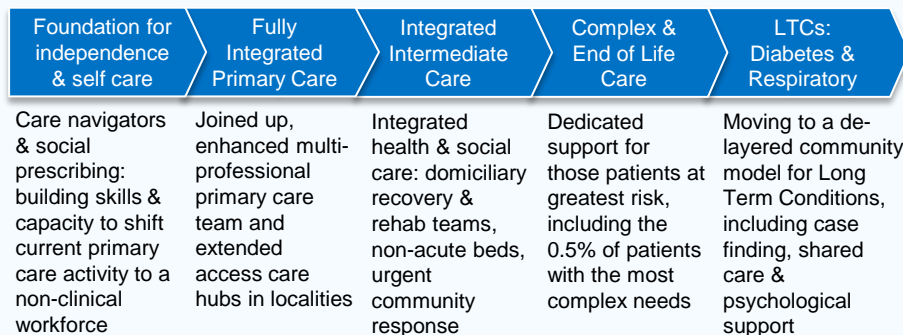 Foundation for
independence
& self care
Fully
Integrated
Primary Care
Integrated
Intermediate
Care
Complex &
End of Life
Care
LTCs:
Diabetes &
Respiratory
Care navigators
& social
prescribing:
building skills &
capacity to shift
current primary
care activity to a
non-clinical
workforce
Joined up,
enhanced multi-
professional
primary care
team and
extended
access care
hubs in localities
Integrated
health & social
care: domiciliary
recovery &
rehab teams,
non-acute beds,
urgent
community
response
Dedicated
support for
those patients at
greatest risk,
including the
0.5% of patients
with the most
complex needs
Moving to a de-
layered community
model for Long
Term Conditions,
including case
finding, shared
care &
psychological
support